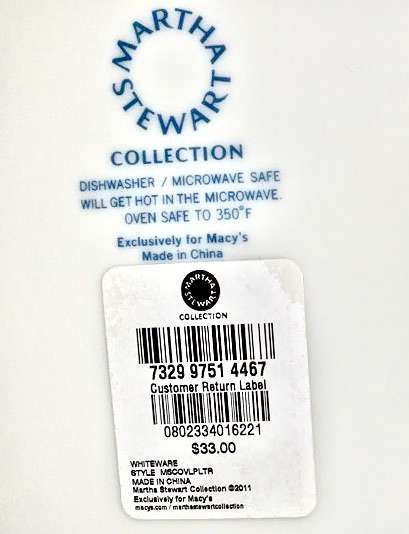 MARTHA STEWART
COLLECTION
DISHWASHER / MICROWAVE SAFE
WILL GET HOT IN THE MICROWAVE.
OVEN SAFE TO 350°F
Exclusively for Macy's
Made in China
MARTHA STEWART
COLLECTION
7329 9751 4467
Customer Return Label
0802334016221
$33.00
WHITEWARE
STYLE MSCOVLPLTR
MADE IN CHINA
Martha Stewart Collection ©2011
Exclusively for Macy's
macys.com / marthastewartcollection